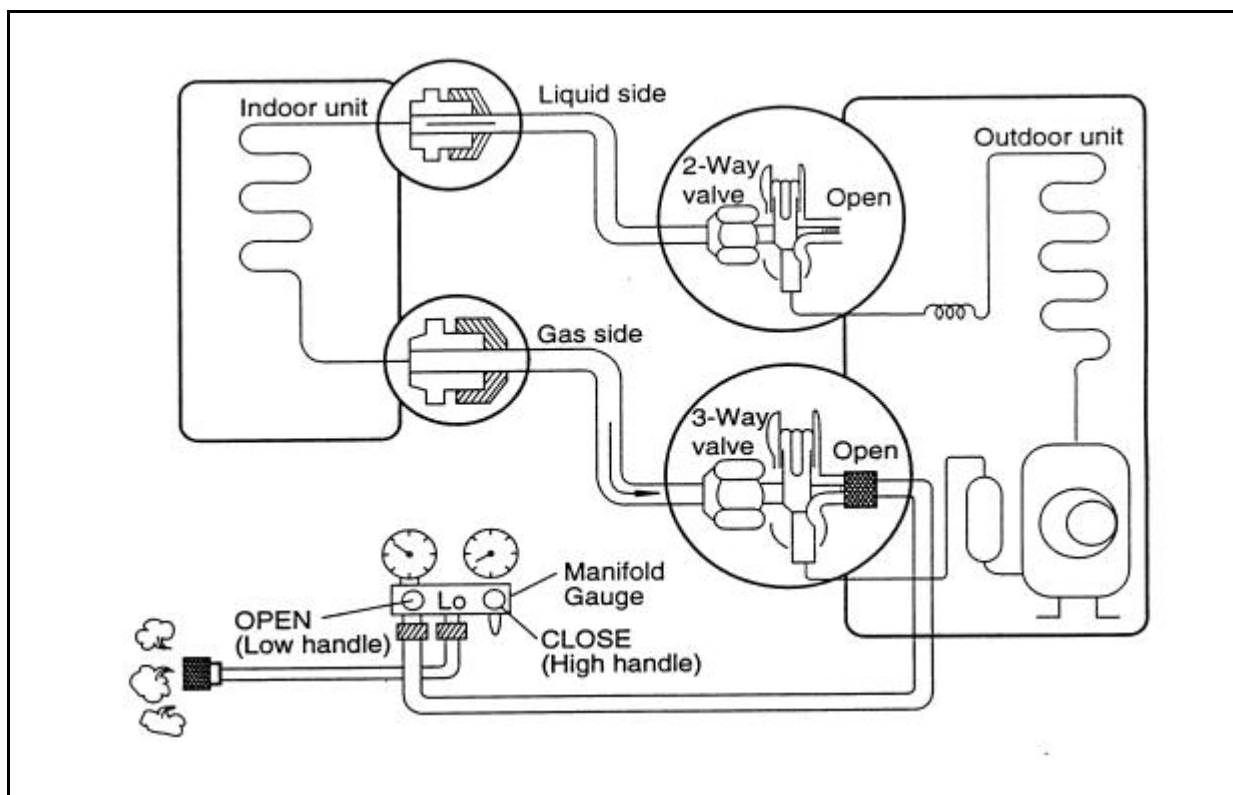 Indoor unit
Liquid side
Outdoor unit
2-Way
valve
Open
Gas side
3-Way
valve
Open
Manifold
Gauge
OPEN
(Low handle)
Lo
CLOSE
(High handle)